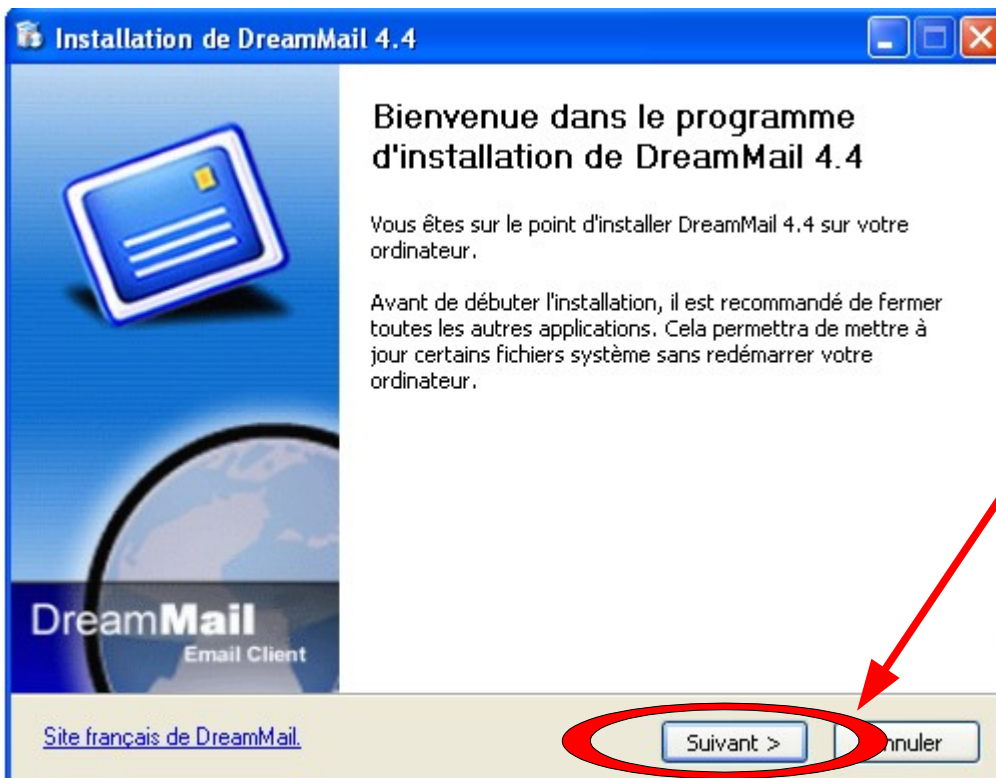 Installation de DreamMail 4.4
Bienvenue dans le programme
d'installation de DreamMail 4.4
Vous êtes sur le point d'installer DreamMail 4.4 sur votre
ordinateur.
Avant de débuter l'installation, il est recommandé de fermer
toutes les autres applications. Cela permettra de mettre à
jour certains fichiers système sans redémarrer votre
ordinateur.
DreamMail
Email Client
Site français de DreamMail.
Suivant >
nnuler